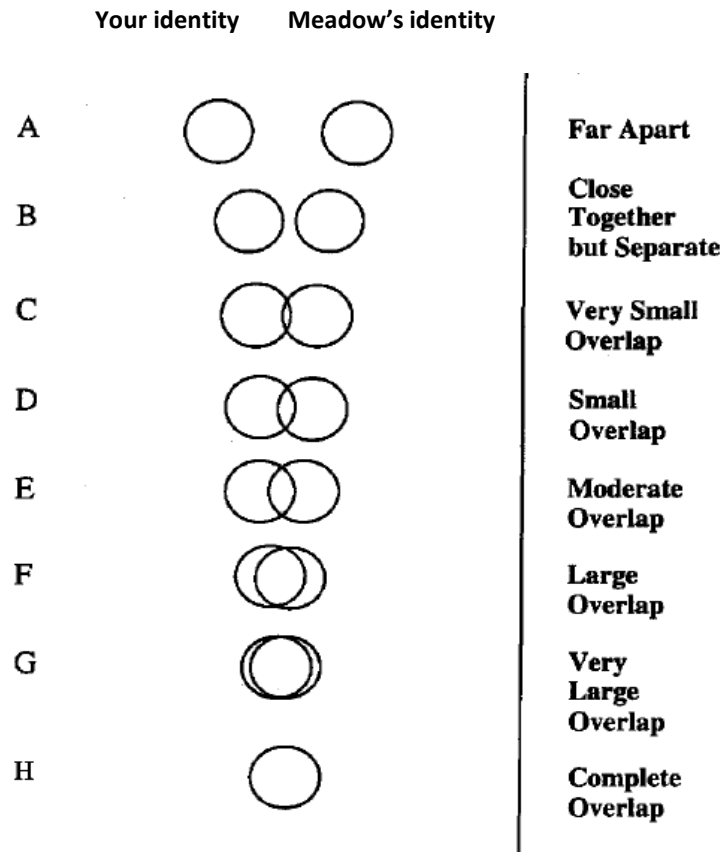 Your identity Meadow’s identity
A Far Apart
B Close
Together
but Separate
C Very Small
Overlap
D Small
Overlap
E Moderate
Overlap
F Large
Overlap
G Very
Large
Overlap
H Complete
Overlap